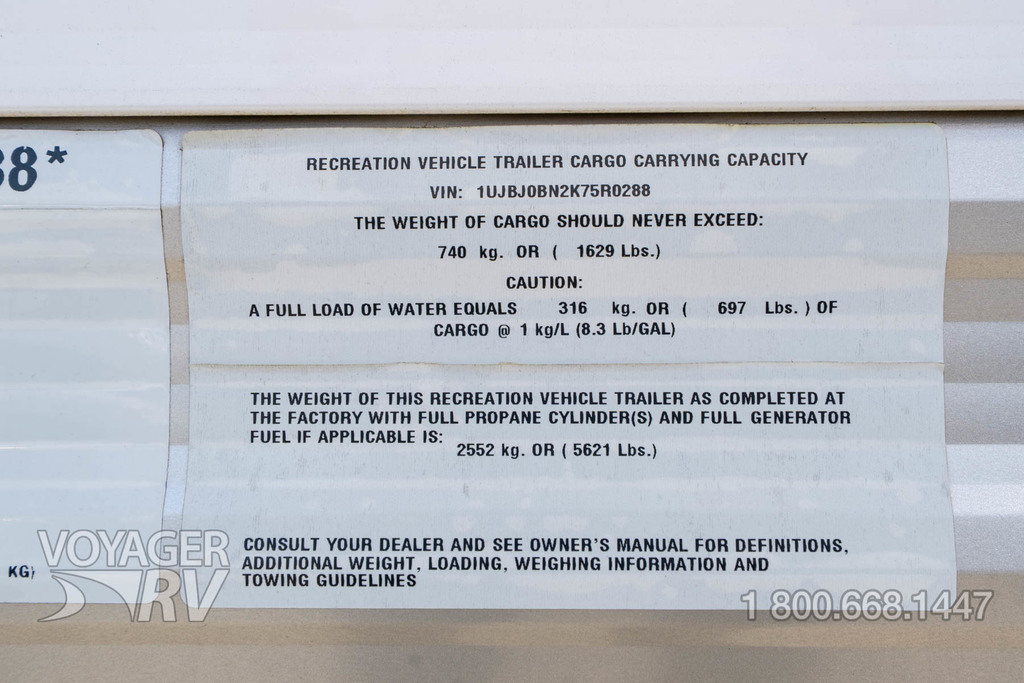 38*
RECREATION VEHICLE TRAILER CARGO CARRYING CAPACITY
VIN: 1UJBJ0BN2K75R0288
THE WEIGHT OF CARGO SHOULD NEVER EXCEED:
740 kg. OR ( 1629 Lbs.)
CAUTION:
A FULL LOAD OF WATER EQUALS 316 kg. OR ( 697 Lbs. ) OF
CARGO @ 1 kg/L (8.3 Lb/GAL)
THE WEIGHT OF THIS RECREATION VEHICLE TRAILER AS COMPLETED AT
THE FACTORY WITH FULL PROPANE CYLINDER(S) AND FULL GENERATOR
FUEL IF APPLICABLE IS:
2552 kg. OR ( 5621 Lbs.)
CONSULT YOUR DEALER AND SEE OWNER'S MANUAL FOR DEFINITIONS,
ADDITIONAL WEIGHT, LOADING, WEIGHING INFORMATION AND
TOWING GUIDELINES
KG)
VOYAGER
RV
1 800.668.1447